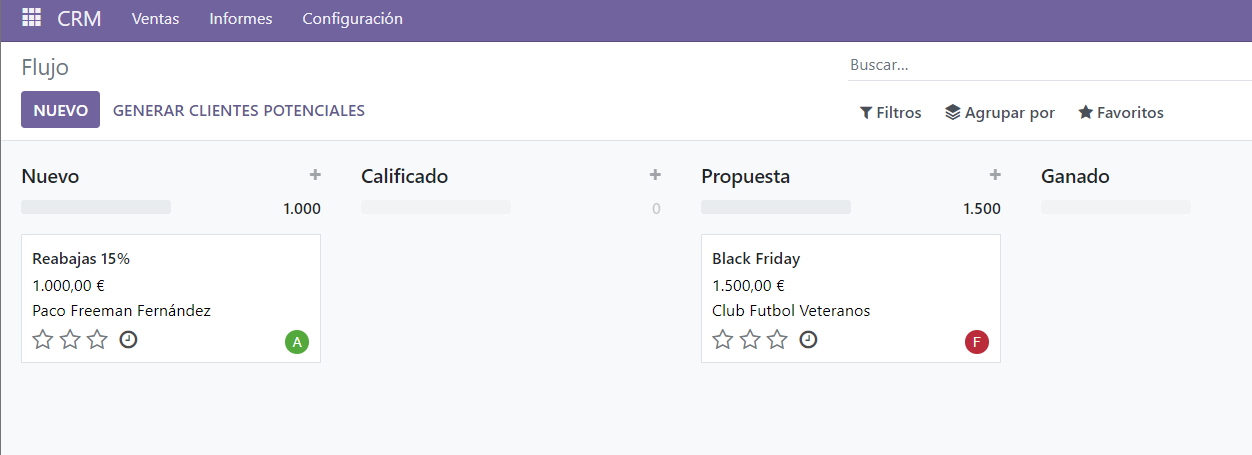 CRM Ventas Informes Configuración
Flujo
Buscar...
NUEVO GENERAR CLIENTES POTENCIALES
Filtros Agrupar por Favoritos
Nuevo +
1.000
Reabajas 15%
1.000,00 €
Paco Freeman Fernández
A
Calificado +
0
Propuesta +
1.500
Black Friday
1.500,00 €
Club Futbol Veteranos
F
Ganado